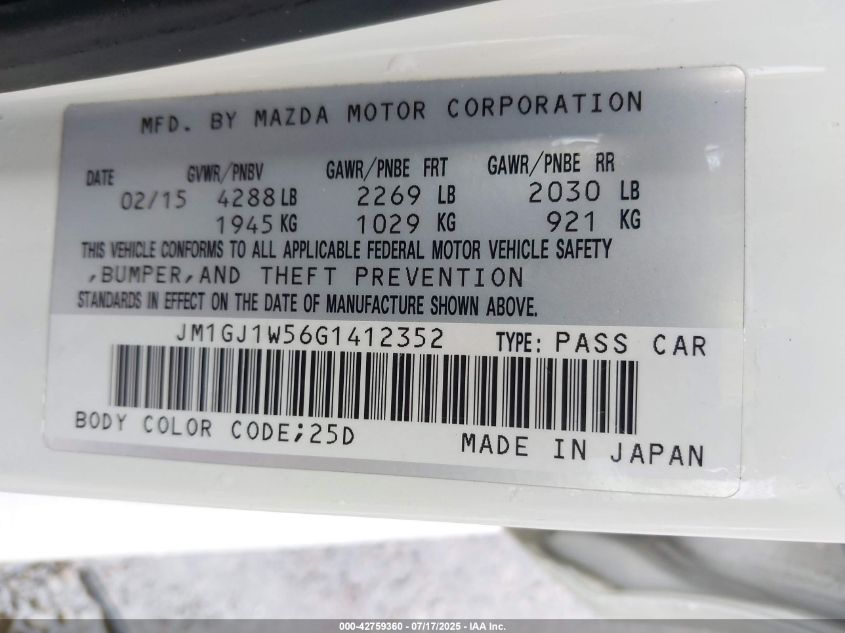 MFD. BY MAZDA MOTOR CORPORATION
DATE GVWR/PNBV GAWR/PNBE FRT GAWR/PNBE RR
02/15 4288 LB 2269 LB 2030 LB
1945 KG 1029 KG 921 KG
THIS VEHICLE CONFORMS TO ALL APPLICABLE FEDERAL MOTOR VEHICLE SAFETY
,BUMPER,AND THEFT PREVENTION
STANDARDS IN EFFECT ON THE DATE OF MANUFACTURE SHOWN ABOVE.
JM1GJ1W56G1412352 TYPE: PASS CAR
BODY COLOR CODE;25D MADE IN JAPAN
000-42759360 - 07/17/2025 - IAA Inc.